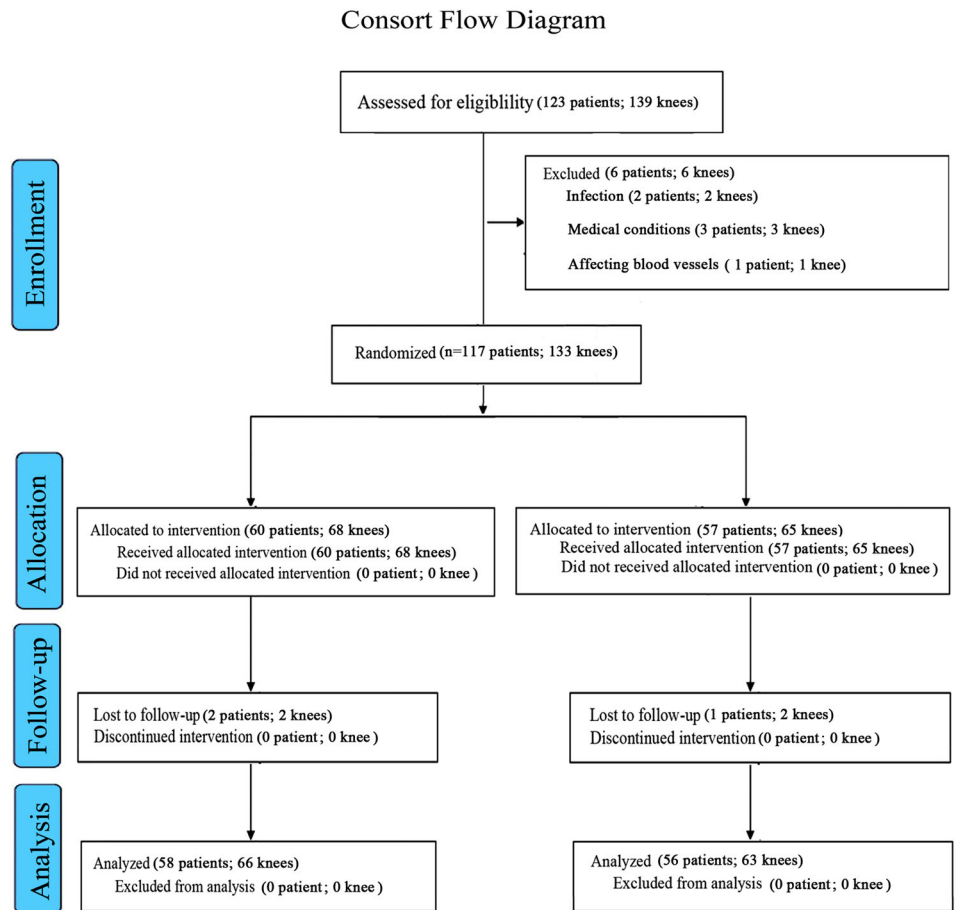 Consort Flow Diagram
Assessed for eligiblility (123 patients; 139 knees)
Enrollment
Excluded (6 patients; 6 knees)
Infection (2 patients; 2 knees)
Medical conditions (3 patients; 3 knees)
Affecting blood vessels ( 1 patient; 1 knee)
Randomized (n=117 patients; 133 knees)
Allocation
Allocated to intervention (60 patients; 68 knees)
Received allocated intervention (60 patients; 68 knees)
Did not received allocated intervention (0 patient; 0 knee)
Allocated to intervention (57 patients; 65 knees)
Received allocated intervention (57 patients; 65 knees)
Did not received allocated intervention (0 patient; 0 knee)
Follow-up
Lost to follow-up (2 patients; 2 knees)
Discontinued intervention (0 patient; 0 knee )
Lost to follow-up (1 patients; 2 knees)
Discontinued intervention (0 patient; 0 knee)
Analysis
Analyzed (58 patients; 66 knees)
Excluded from analysis (0 patient; 0 knee)
Analyzed (56 patients; 63 knees)
Excluded from analysis (0 patient; 0 knee)